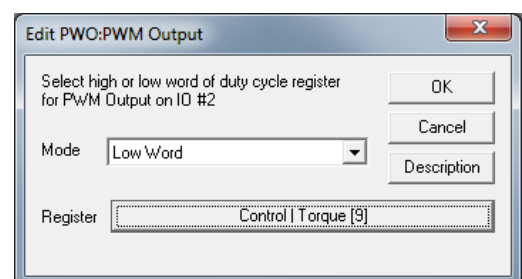 Edit PWO:PWM Output
Select high or low word of duty cycle register
for PWM Output on IO #2
OK
Cancel
Mode
Low Word
Description
Register
Control | Torque [9]